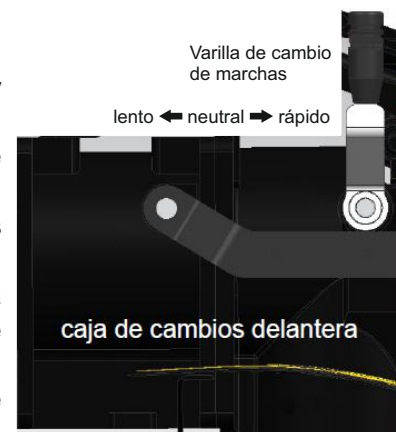 Varilla de cambio
de marchas
lento ⬅ neutral ➡ rápido
caja de cambios delantera